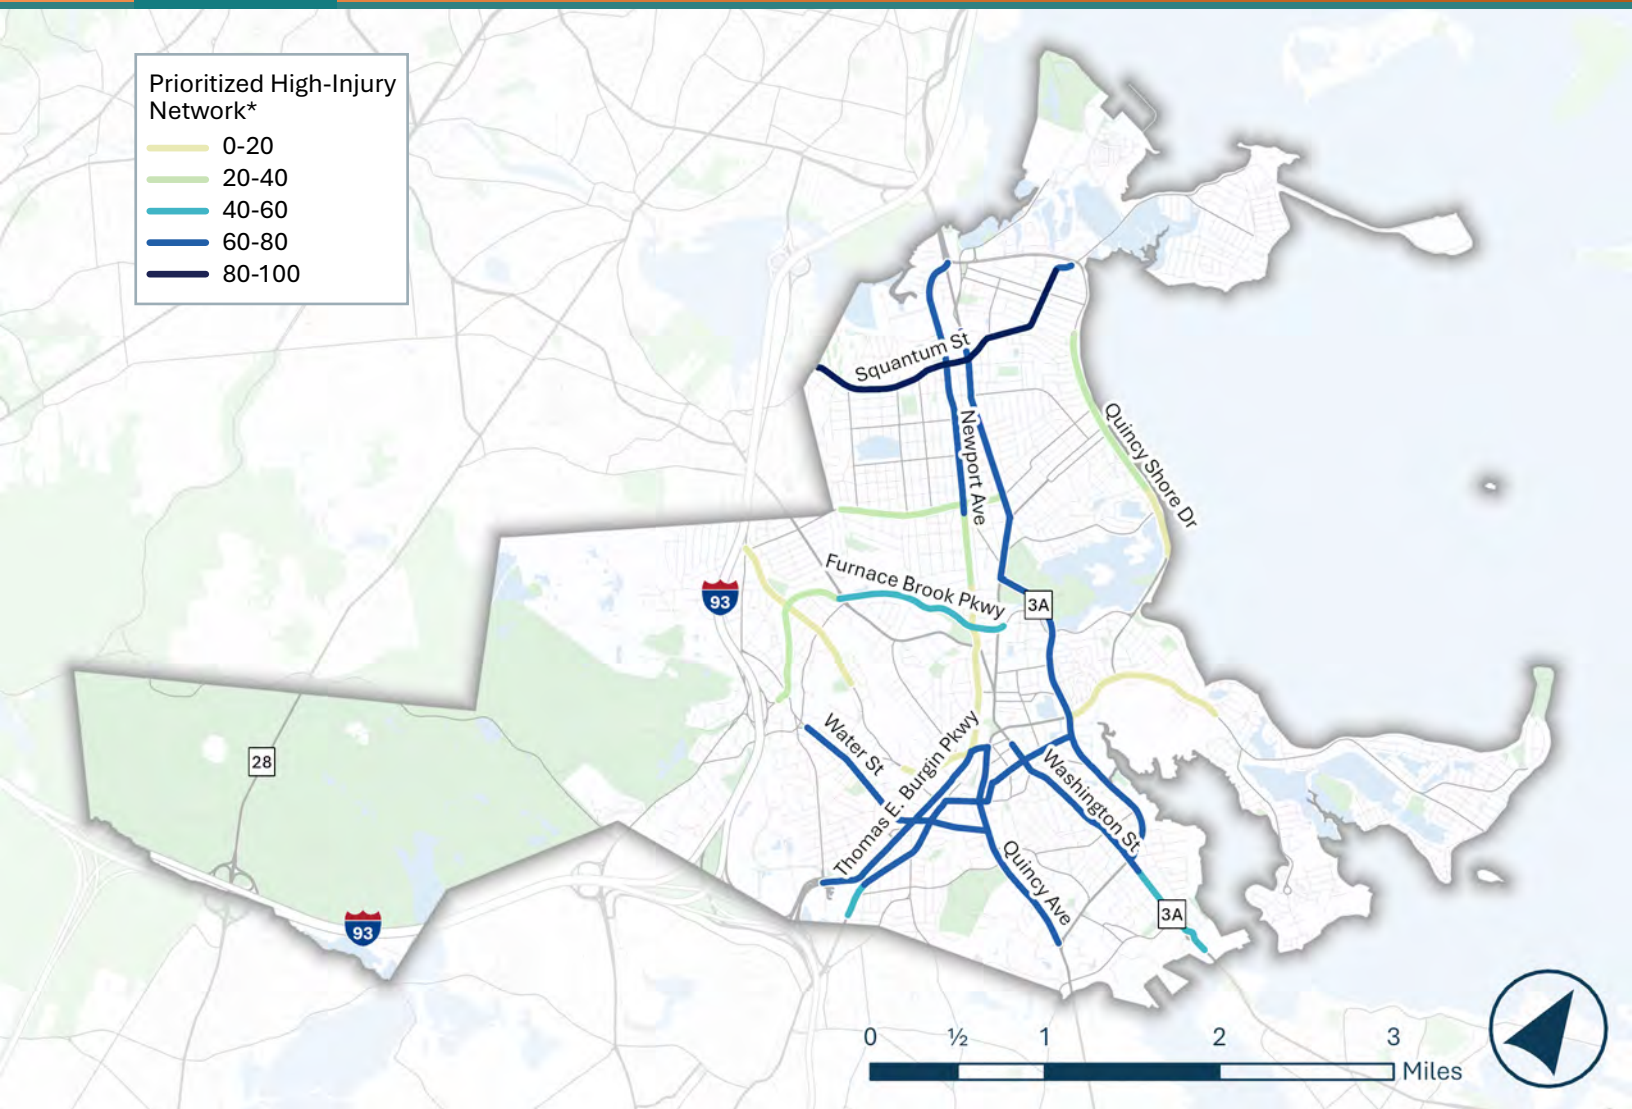 Prioritized High-Injury
Network*
0-20
20-40
40-60
60-80
80-100
Squantum St
Newport Ave
Quincy Shore Dr
Furnace Brook Pkwy
93
3A
28
Water St
Thomas E. Burgin Pkwy
Washington St
Quincy Ave
3A
93
0 ½ 1 2 3
Miles